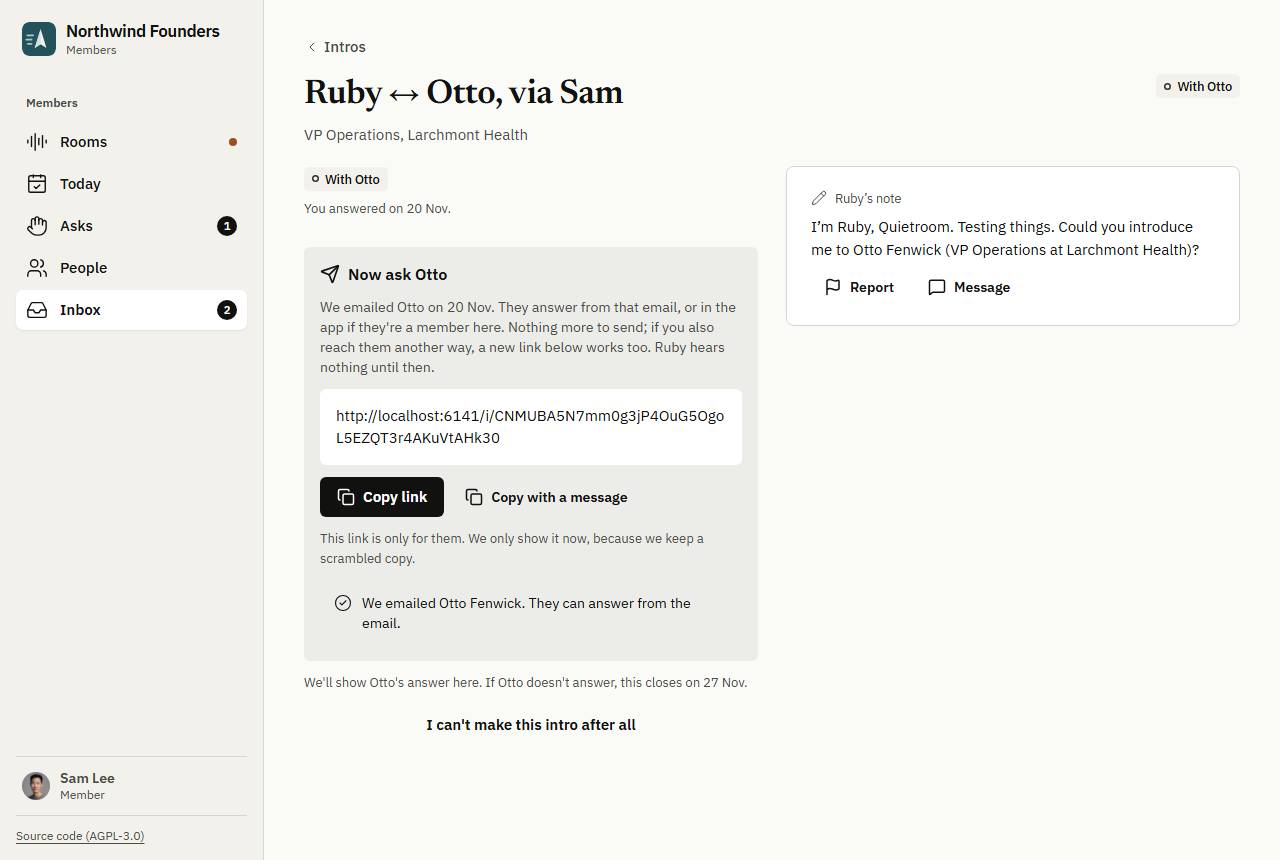 Northwind Founders
Members
Members
Rooms
Today
Asks 1
People
Inbox 2
Sam Lee
Member
Source code (AGPL-3.0)
Intros
Ruby ↔ Otto, via Sam
With Otto
VP Operations, Larchmont Health
With Otto
You answered on 20 Nov.
Now ask Otto
We emailed Otto on 20 Nov. They answer from that email, or in the
app if they're a member here. Nothing more to send; if you also
reach them another way, a new link below works too. Ruby hears
nothing until then.
http://localhost:6141/i/CNMUBA5N7mm0g3jP4OuG5Ogo
L5EZQT3r4AKuVtAHk30
Copy link
Copy with a message
This link is only for them. We only show it now, because we keep a
scrambled copy.
We emailed Otto Fenwick. They can answer from the
email.
We'll show Otto's answer here. If Otto doesn't answer, this closes on 27 Nov.
I can't make this intro after all
Ruby’s note
I’m Ruby, Quietroom. Testing things. Could you introduce
me to Otto Fenwick (VP Operations at Larchmont Health)?
Report
Message